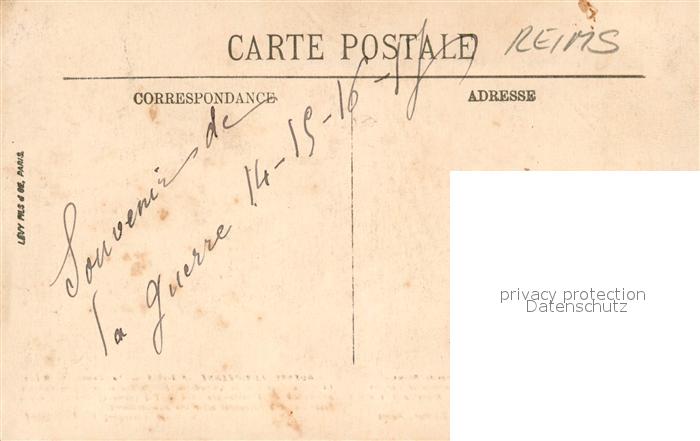 CARTE POSTALE
REIMS
CORRESPONDANCE
ADRESSE
LÉVY FILS & CIE, PARIS
Souvenir de
la guerre 14-15-16-17
privacy protection
Datenschutz